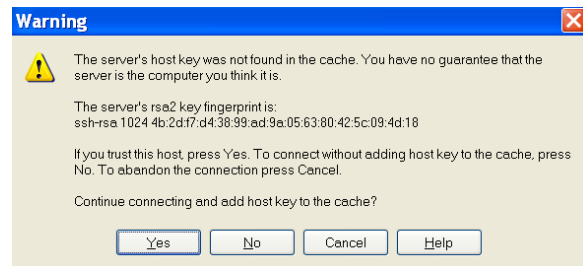 Warning
The server's host key was not found in the cache. You have no guarantee that the
server is the computer you think it is.
The server's rsa2 key fingerprint is:
ssh-rsa 1024 4b:2d:f7:d4:38:99:ad:9a:05:63:80:42:5c:09:4d:18
If you trust this host, press Yes. To connect without adding host key to the cache, press
No. To abandon the connection press Cancel.
Continue connecting and add host key to the cache?
Yes No Cancel Help